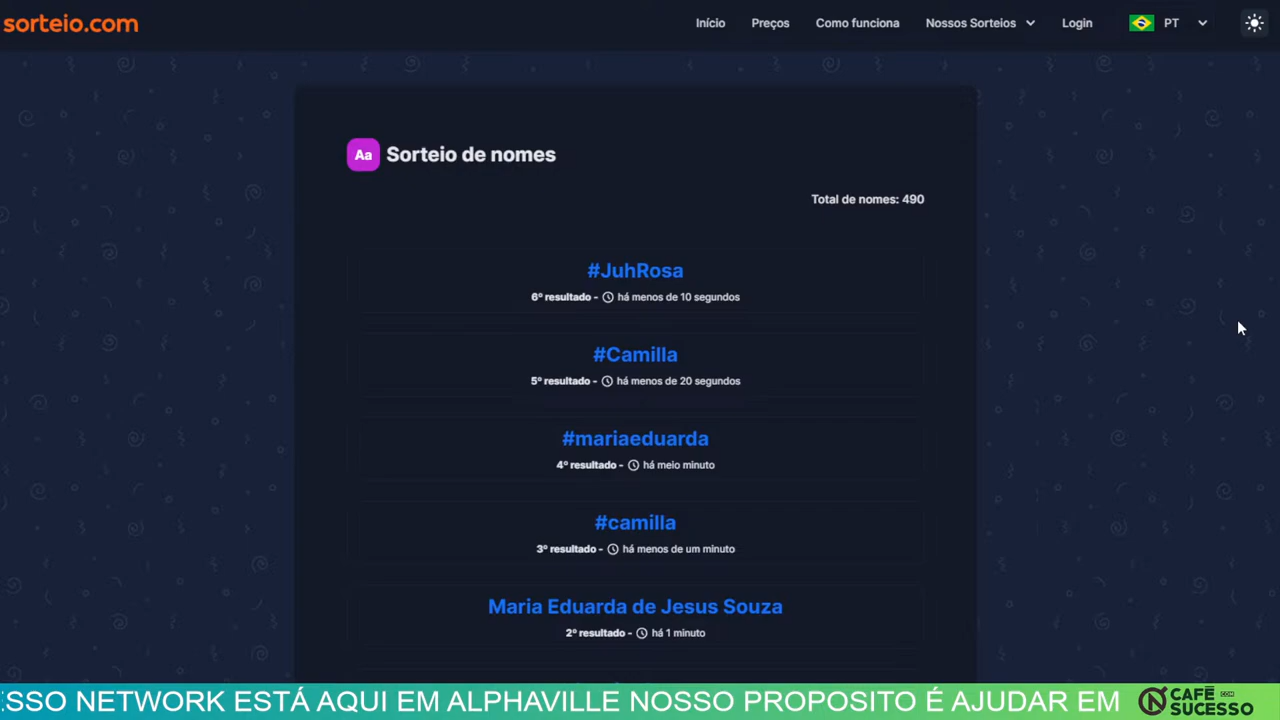 sorteio.com
Início Preços Como funciona Nossos Sorteios Login PT
Aa Sorteio de nomes
Total de nomes: 490
#JuhRosa
6º resultado - há menos de 10 segundos
#Camilla
5º resultado - há menos de 20 segundos
#mariaeduarda
4º resultado - há meio minuto
#camilla
3º resultado - há menos de um minuto
Maria Eduarda de Jesus Souza
2º resultado - há 1 minuto
ESSO NETWORK ESTÁ AQUI EM ALPHAVILLE NOSSO PROPOSITO É AJUDAR EM
CAFÉ COM
SUCESSO